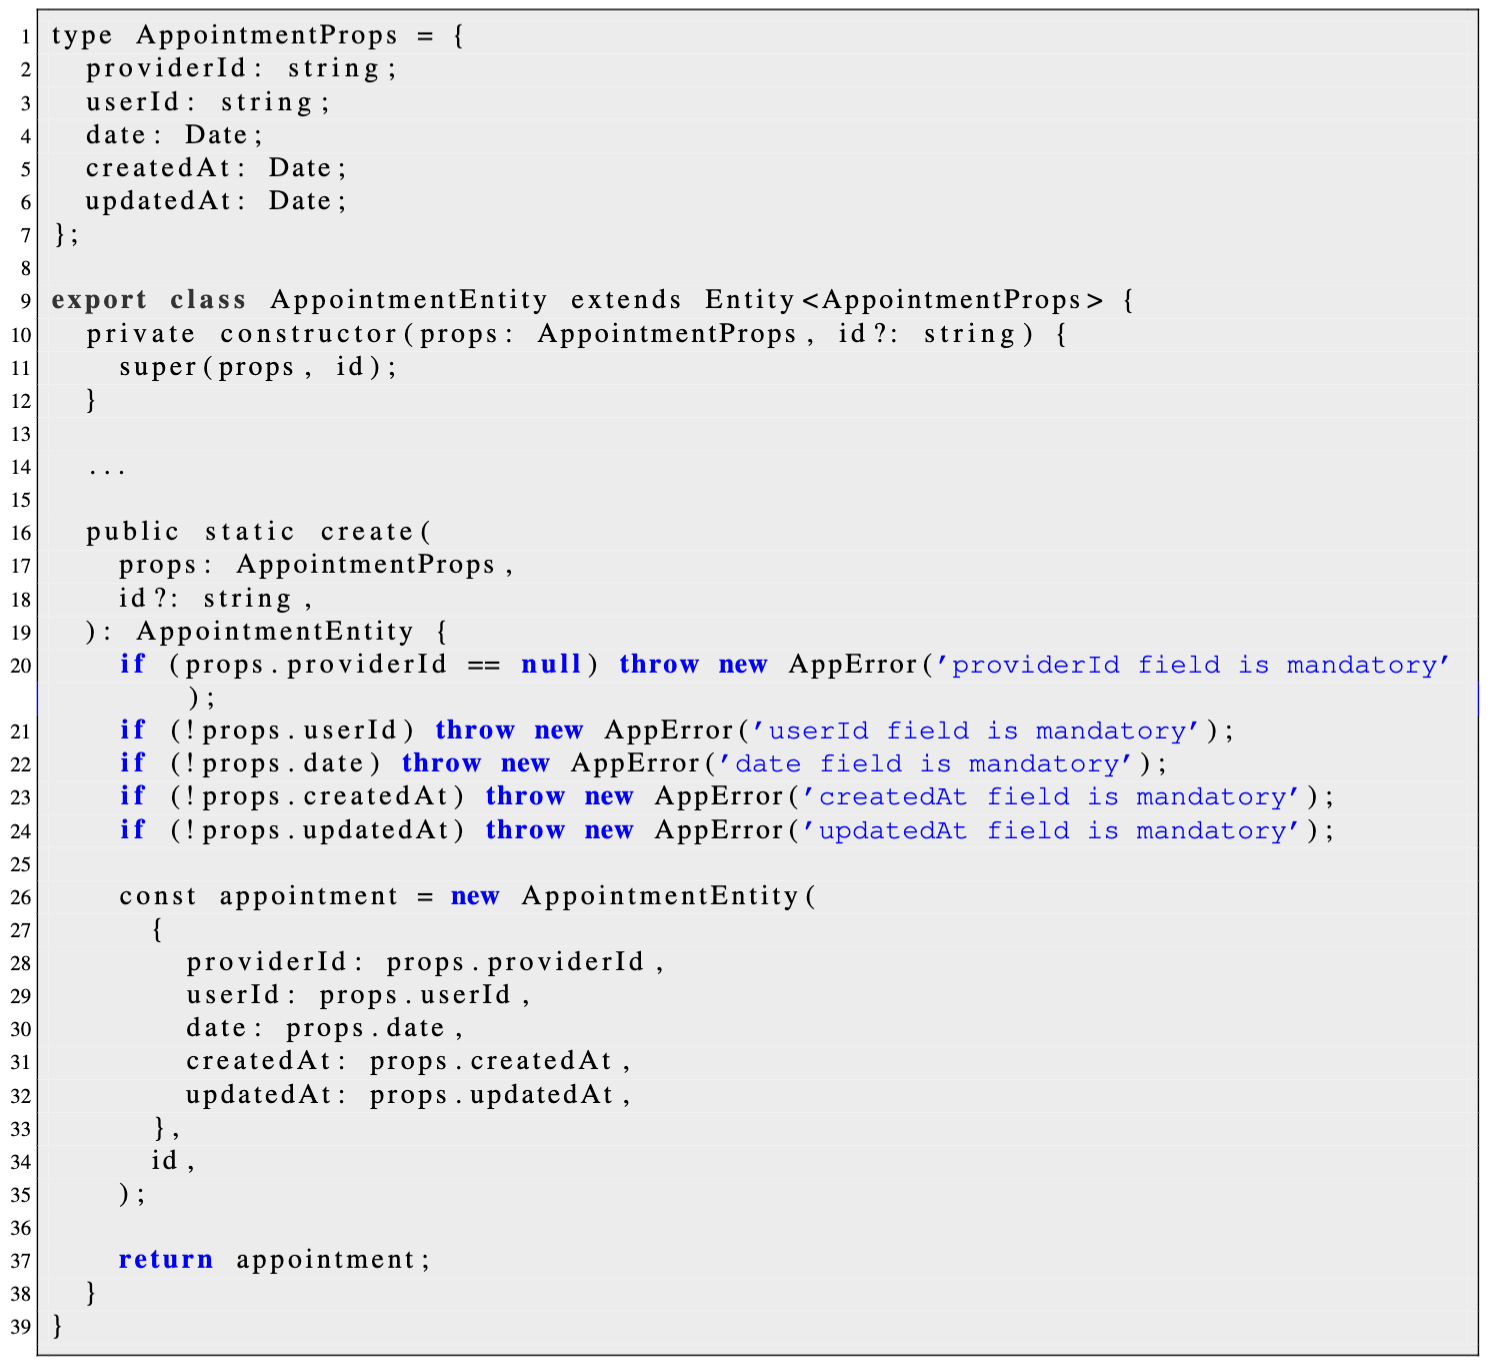 1 type AppointmentProps = {
2   providerId: string;
3   userId: string;
4   date: Date;
5   createdAt: Date;
6   updatedAt: Date;
7 };
8
9 export class AppointmentEntity extends Entity<AppointmentProps> {
10   private constructor(props: AppointmentProps, id?: string) {
11     super(props, id);
12   }
13
14   ...
15
16   public static create(
17     props: AppointmentProps,
18     id?: string,
19   ): AppointmentEntity {
20     if (props.providerId == null) throw new AppError('providerId field is mandatory'
);
21     if (!props.userId) throw new AppError('userId field is mandatory');
22     if (!props.date) throw new AppError('date field is mandatory');
23     if (!props.createdAt) throw new AppError('createdAt field is mandatory');
24     if (!props.updatedAt) throw new AppError('updatedAt field is mandatory');
25
26     const appointment = new AppointmentEntity(
27       {
28         providerId: props.providerId,
29         userId: props.userId,
30         date: props.date,
31         createdAt: props.createdAt,
32         updatedAt: props.updatedAt,
33       },
34       id,
35     );
36
37     return appointment;
38   }
39 }